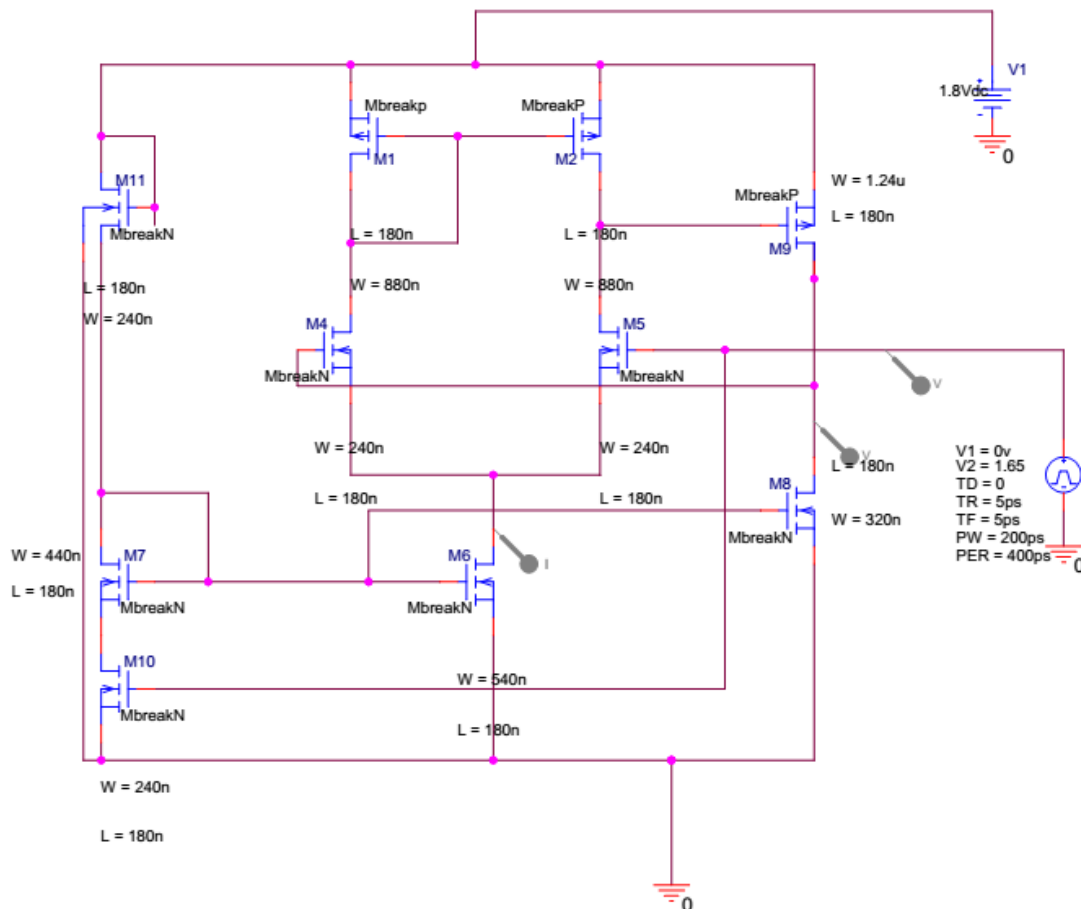 V1
1.8Vdc
0
Mbreakp
M1
MbreakP
M2
M11
MbreakN
L = 180n
W = 240n
W = 1.24u
MbreakP
L = 180n
M9
L = 180n
L = 180n
W = 880n
W = 880n
M4
MbreakN
M5
MbreakN
V
W = 240n
W = 240n
V
L = 180n
L = 180n
L = 180n
M8
W = 320n
MbreakN
V1 = 0v
V2 = 1.65
TD = 0
TR = 5ps
TF = 5ps
PW = 200ps
PER = 400ps
0
W = 440n
L = 180n
M7
MbreakN
M6
MbreakN
I
M10
MbreakN
W = 540n
L = 180n
W = 240n
L = 180n
0